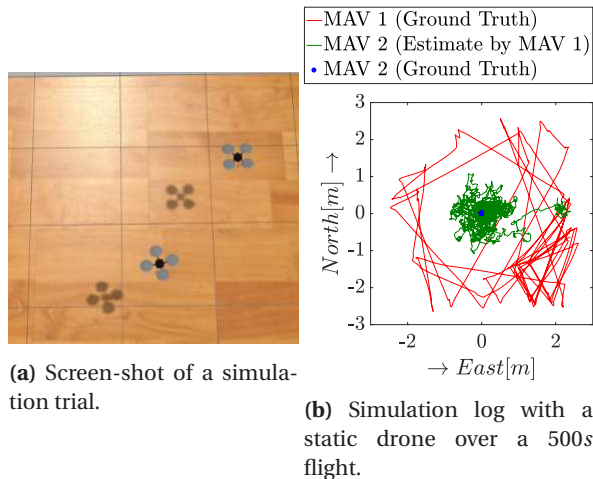 MAV 1 (Ground Truth)
MAV 2 (Estimate by MAV 1)
MAV 2 (Ground Truth)
3
2
1
0
-1
-2
-3
North[m] →
-2
0
2
→ East[m]
(a) Screen-shot of a simula-
tion trial.
(b) Simulation log with a
static drone over a 500s
flight.